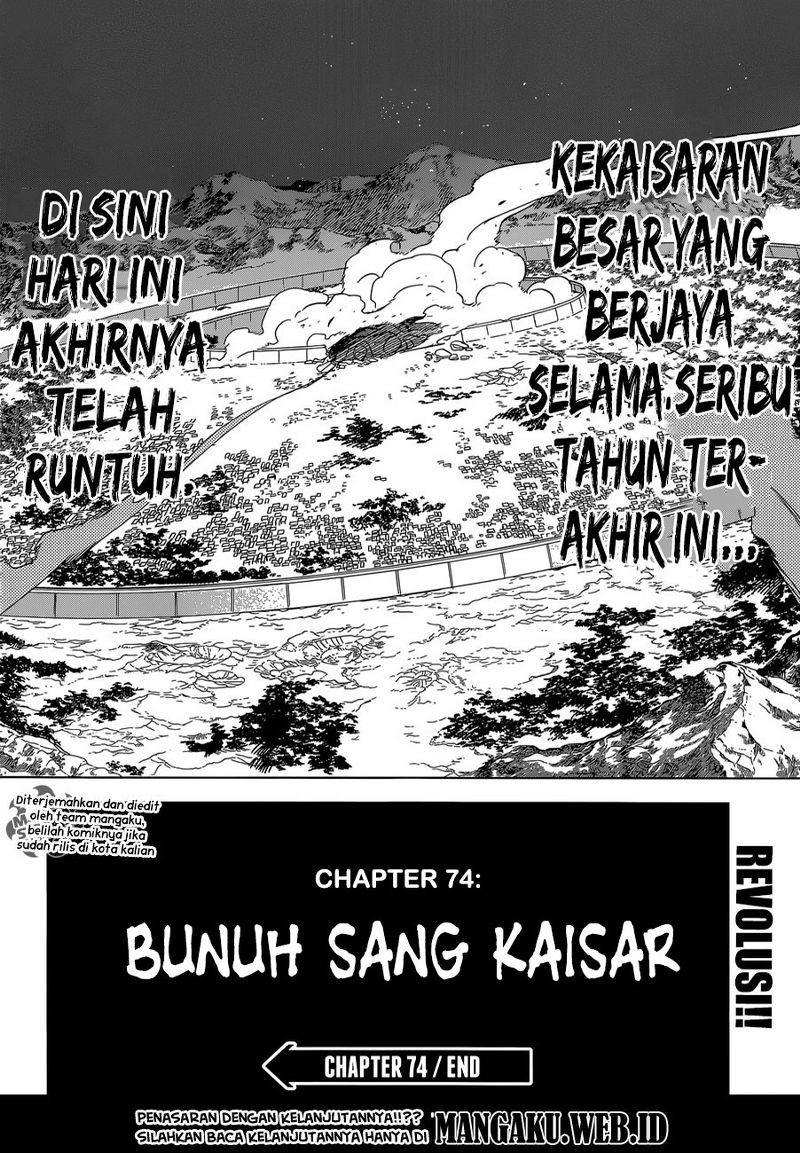 KEKAISARAN
BESAR YANG
BERJAYA
SELAMA.SERIBU
TAHUN TER-
AKHIR INI...
DI SINI
HARI INI
AKHIRNYA
TELAH
RUNTUH.
Diterjemahkan dan diedit
oleh team mangaku,
belilah komiknya jika
sudah rilis di kota kalian
CHAPTER 74:
BUNUH SANG KAISAR
REVOLUSI!!
CHAPTER 74 / END
PENASARAN DENGAN KELANJUTANNYA!!??
SILAHKAN BACA KELANJUTANNYA HANYA DI MANGAKU.WEB.ID